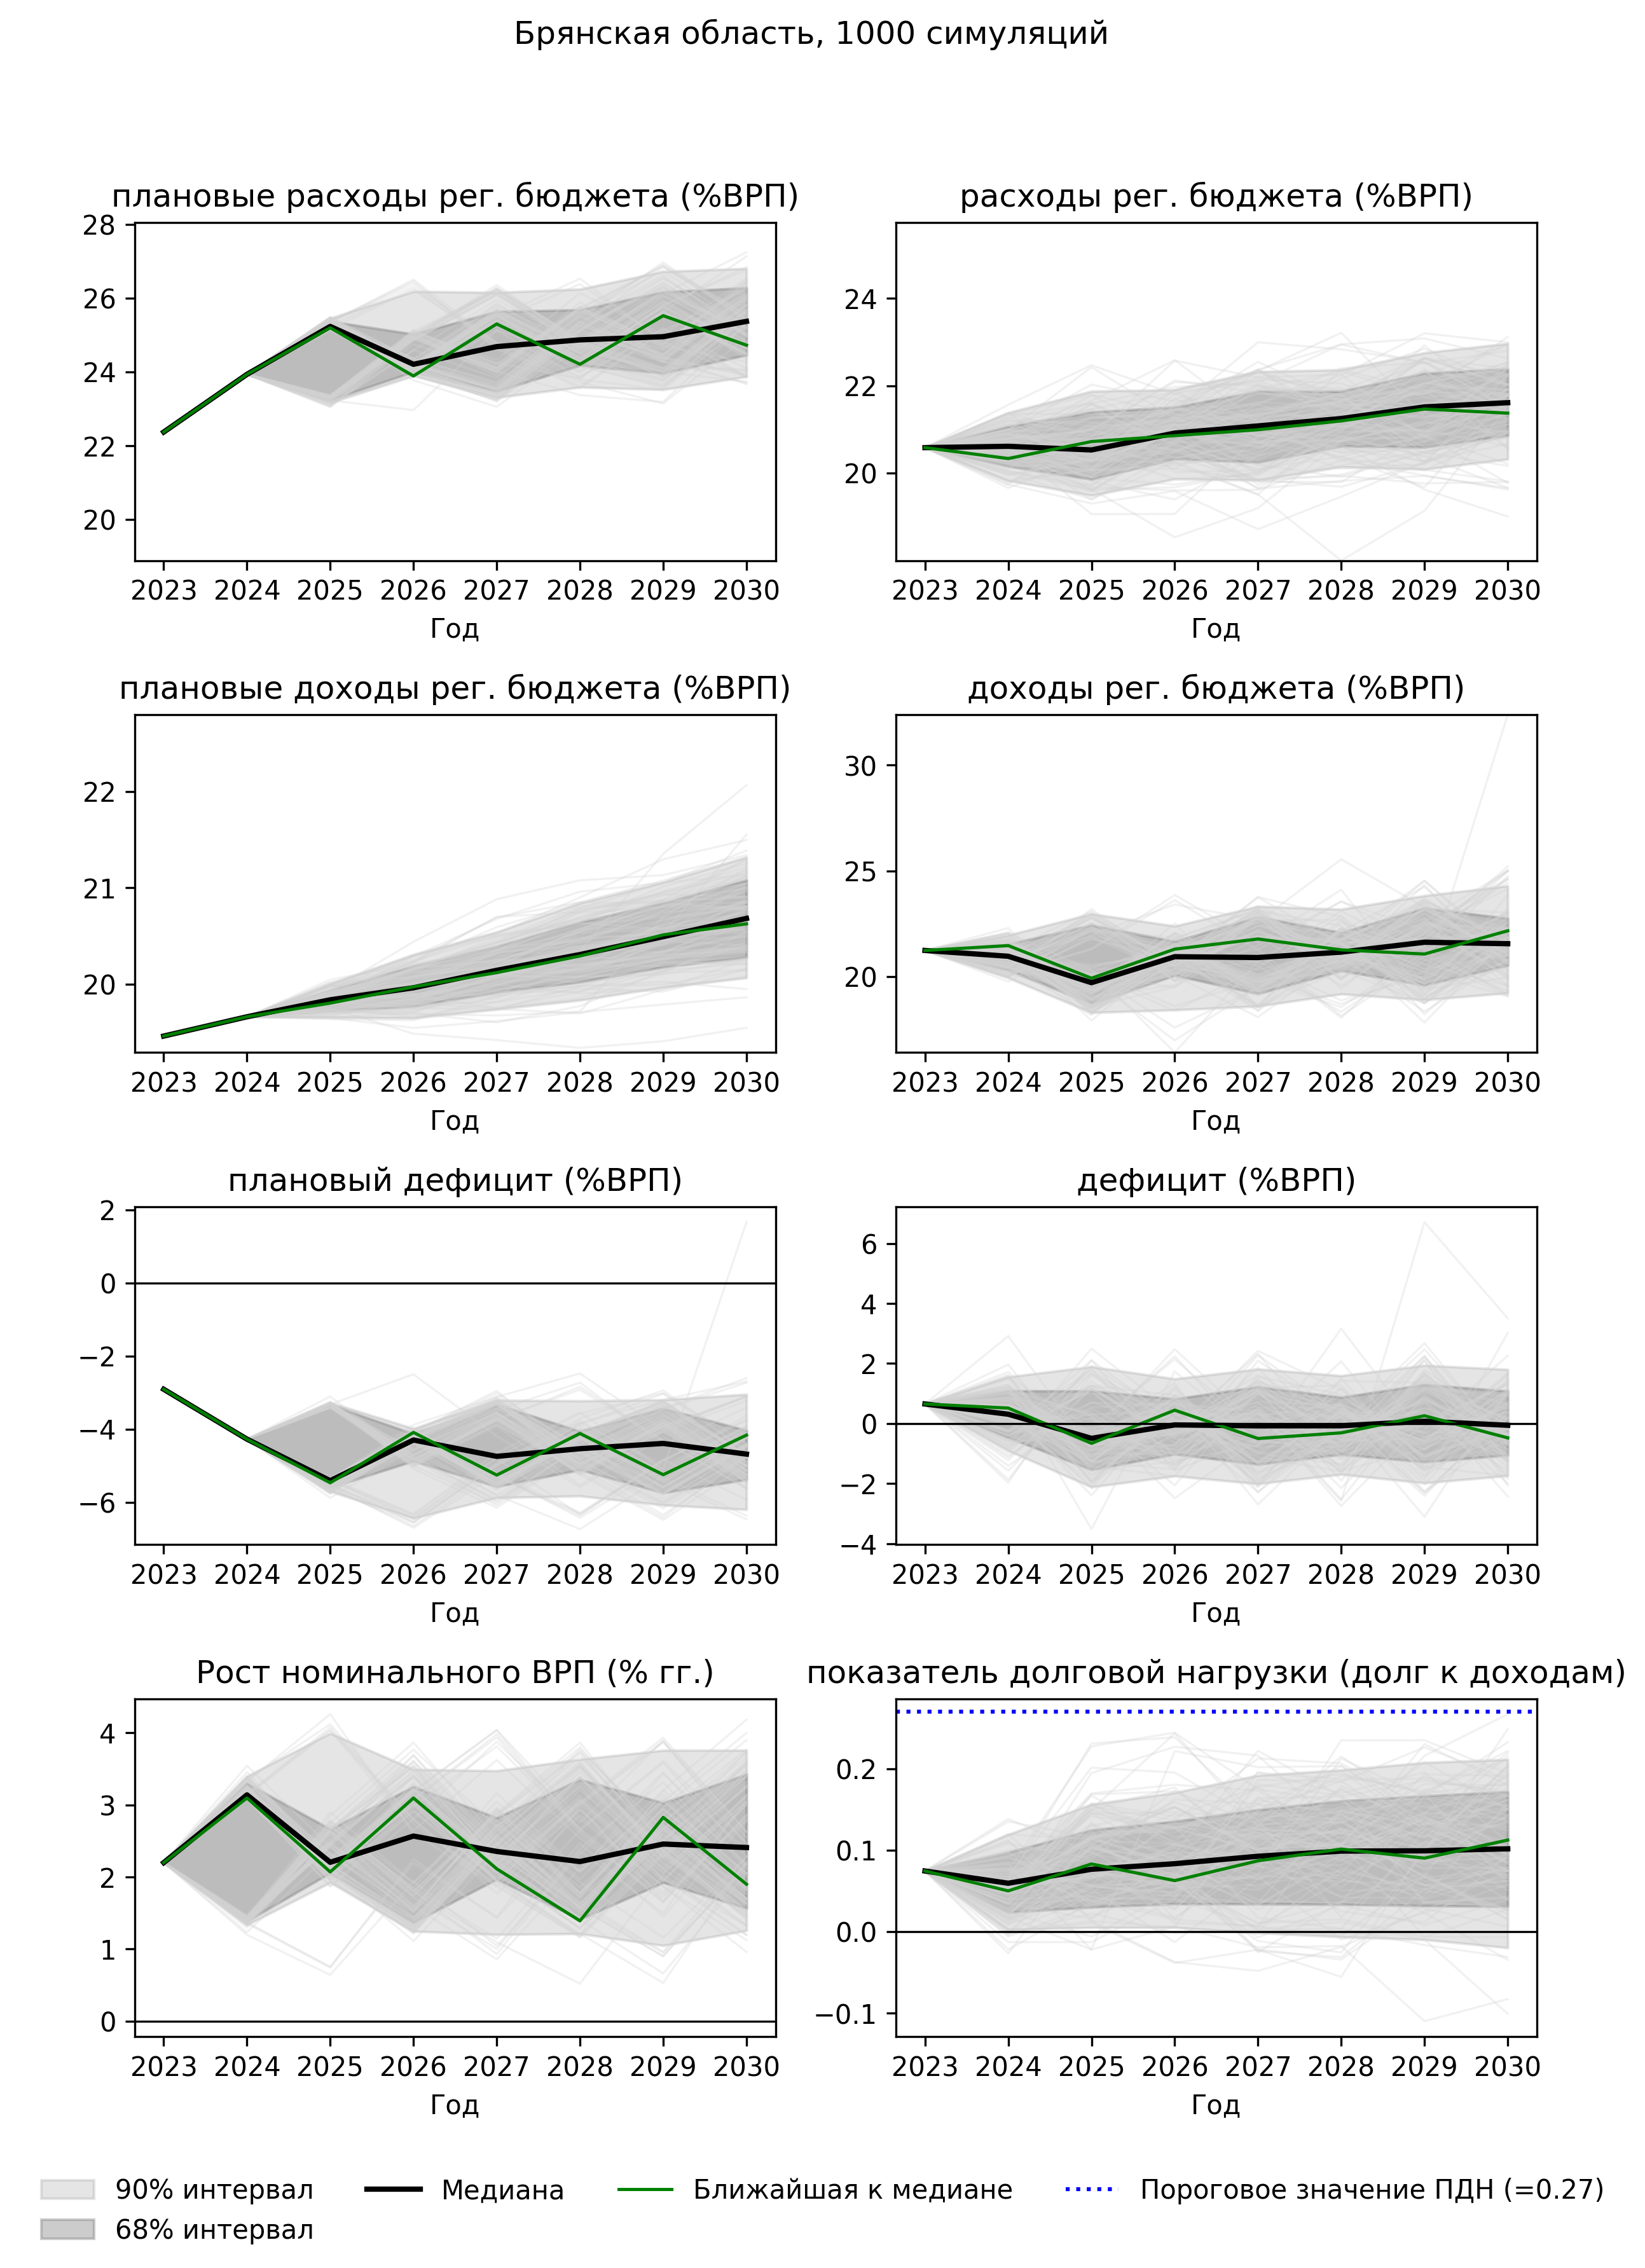 Брянская область, 1000 симуляций
плановые расходы рег. бюджета (%ВРП)
28
26
24
22
20
2023 2024 2025 2026 2027 2028 2029 2030
Год
расходы рег. бюджета (%ВРП)
24
22
20
2023 2024 2025 2026 2027 2028 2029 2030
Год
плановые доходы рег. бюджета (%ВРП)
22
21
20
2023 2024 2025 2026 2027 2028 2029 2030
Год
доходы рег. бюджета (%ВРП)
30
25
20
2023 2024 2025 2026 2027 2028 2029 2030
Год
плановый дефицит (%ВРП)
2
0
−2
−4
−6
2023 2024 2025 2026 2027 2028 2029 2030
Год
дефицит (%ВРП)
6
4
2
0
−2
−4
2023 2024 2025 2026 2027 2028 2029 2030
Год
Рост номинального ВРП (% гг.)
4
3
2
1
0
2023 2024 2025 2026 2027 2028 2029 2030
Год
показатель долговой нагрузки (долг к доходам)
0.2
0.1
0.0
−0.1
2023 2024 2025 2026 2027 2028 2029 2030
Год
90% интервал
68% интервал
Медиана
Ближайшая к медиане
Пороговое значение ПДН (=0.27)